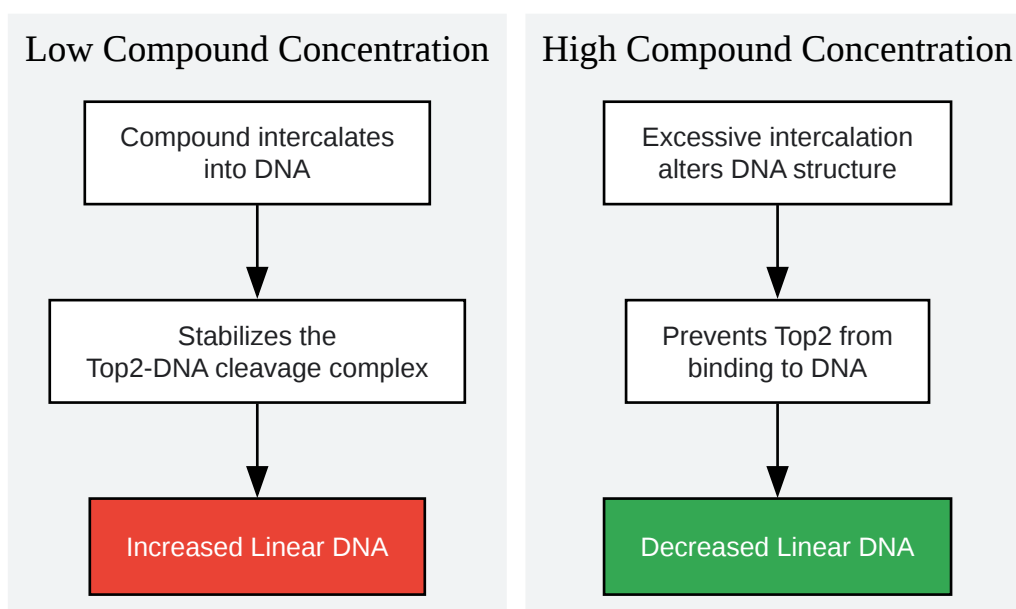 Low Compound Concentration
Compound intercalates
into DNA
Stabilizes the
Top2-DNA cleavage complex
Increased Linear DNA
High Compound Concentration
Excessive intercalation
alters DNA structure
Prevents Top2 from
binding to DNA
Decreased Linear DNA